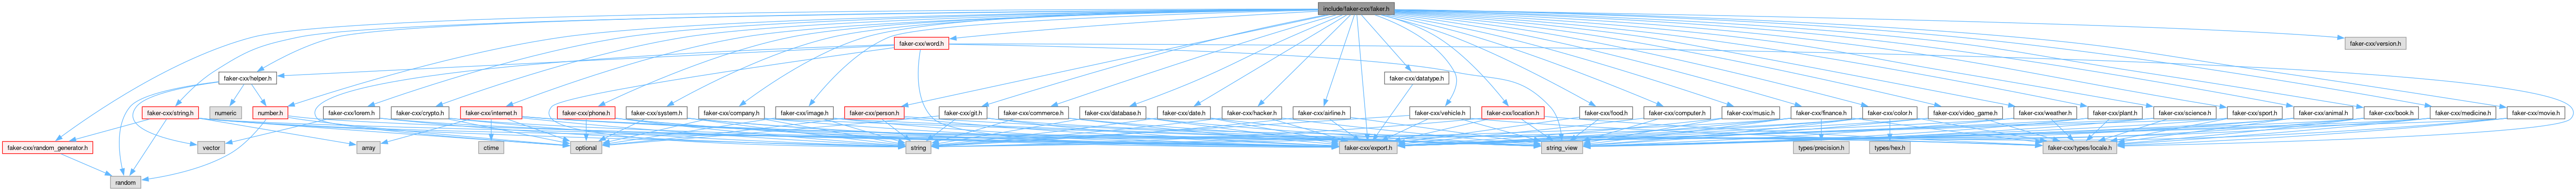 include/faker-cxx/faker.h
faker-cxx/word.h
faker-cxx/version.h
faker-cxx/helper.h
faker-cxx/datatype.h
faker-cxx/string.h
numeric
number.h
faker-cxx/lorem.h
faker-cxx/crypto.h
faker-cxx/internet.h
faker-cxx/phone.h
faker-cxx/system.h
faker-cxx/company.h
faker-cxx/image.h
faker-cxx/person.h
faker-cxx/git.h
faker-cxx/commerce.h
faker-cxx/database.h
faker-cxx/date.h
faker-cxx/hacker.h
faker-cxx/airline.h
faker-cxx/vehicle.h
faker-cxx/location.h
faker-cxx/food.h
faker-cxx/computer.h
faker-cxx/music.h
faker-cxx/finance.h
faker-cxx/color.h
faker-cxx/video_game.h
faker-cxx/weather.h
faker-cxx/plant.h
faker-cxx/science.h
faker-cxx/sport.h
faker-cxx/animal.h
faker-cxx/book.h
faker-cxx/medicine.h
faker-cxx/movie.h
faker-cxx/random_generator.h
vector
array
ctime
optional
string
faker-cxx/export.h
string_view
types/precision.h
types/hex.h
faker-cxx/types/locale.h
random